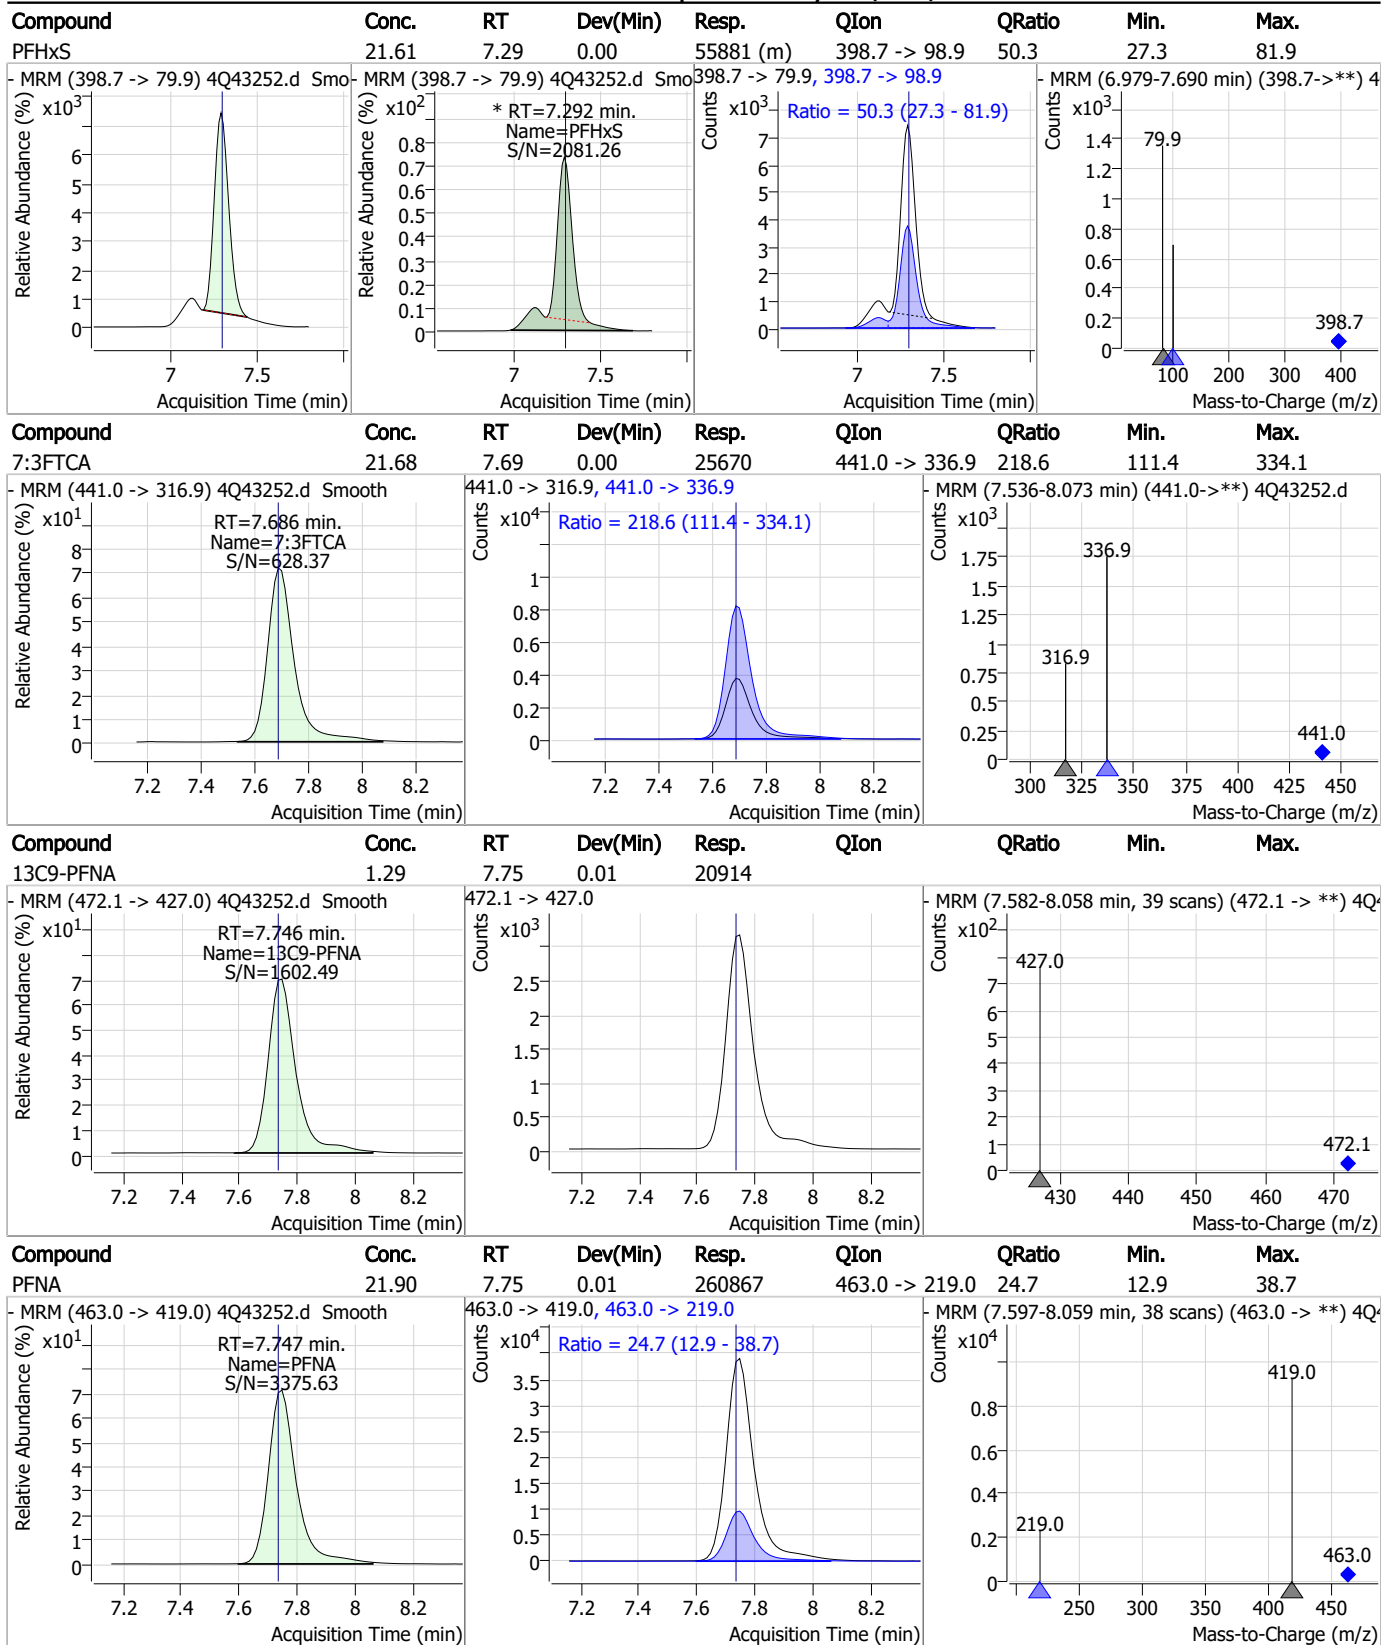 Compound Conc. RT Dev(Min) Resp. QIon QRatio Min. Max.
PFHxS 21.61 7.29 0.00 55881 (m) 398.7 -> 98.9 50.3 27.3 81.9
- MRM (398.7 -> 79.9) 4Q43252.d Smo
x10³
6
5
4
3
2
1
0
Relative Abundance (%)
7 7.5
Acquisition Time (min)
- MRM (398.7 -> 79.9) 4Q43252.d Smo
x10²
* RT=7.292 min.
Name=PFHxS
S/N=2081.26
0.8
0.7
0.6
0.5
0.4
0.3
0.2
0.1
0
Relative Abundance (%)
7 7.5
Acquisition Time (min)
398.7 -> 79.9, 398.7 -> 98.9
x10³
Ratio = 50.3 (27.3 - 81.9)
7
6
5
4
3
2
1
0
Counts
7 7.5
Acquisition Time (min)
- MRM (6.979-7.690 min) (398.7->**) 4
x10³
1.4
1.2
1
0.8
0.6
0.4
0.2
0
Counts
79.9
398.7
100 200 300 400
Mass-to-Charge (m/z)
Compound Conc. RT Dev(Min) Resp. QIon QRatio Min. Max.
7:3FTCA 21.68 7.69 0.00 25670 441.0 -> 336.9 218.6 111.4 334.1
- MRM (441.0 -> 316.9) 4Q43252.d Smooth
x10¹
RT=7.686 min.
Name=7:3FTCA
S/N=628.37
8
7
6
5
4
3
2
1
0
Relative Abundance (%)
7.2 7.4 7.6 7.8 8 8.2
Acquisition Time (min)
441.0 -> 316.9, 441.0 -> 336.9
x10⁴
Ratio = 218.6 (111.4 - 334.1)
1
0.8
0.6
0.4
0.2
0
Counts
7.2 7.4 7.6 7.8 8 8.2
Acquisition Time (min)
- MRM (7.536-8.073 min) (441.0->**) 4Q43252.d
x10³
1.75
1.5
1.25
1
0.75
0.5
0.25
0
Counts
336.9
316.9
441.0
300 325 350 375 400 425 450
Mass-to-Charge (m/z)
Compound Conc. RT Dev(Min) Resp. QIon QRatio Min. Max.
13C9-PFNA 1.29 7.75 0.01 20914
- MRM (472.1 -> 427.0) 4Q43252.d Smooth
x10¹
RT=7.746 min.
Name=13C9-PFNA
S/N=1602.49
7
6
5
4
3
2
1
0
Relative Abundance (%)
7.2 7.4 7.6 7.8 8 8.2
Acquisition Time (min)
472.1 -> 427.0
x10³
2.5
2
1.5
1
0.5
0
Counts
7.2 7.4 7.6 7.8 8 8.2
Acquisition Time (min)
- MRM (7.582-8.058 min, 39 scans) (472.1 -> **) 4Q4
x10²
7
6
5
4
3
2
1
0
Counts
427.0
472.1
430 440 450 460 470
Mass-to-Charge (m/z)
Compound Conc. RT Dev(Min) Resp. QIon QRatio Min. Max.
PFNA 21.90 7.75 0.01 260867 463.0 -> 219.0 24.7 12.9 38.7
- MRM (463.0 -> 419.0) 4Q43252.d Smooth
x10¹
RT=7.747 min.
Name=PFNA
S/N=3375.63
7
6
5
4
3
2
1
0
Relative Abundance (%)
7.2 7.4 7.6 7.8 8 8.2
Acquisition Time (min)
463.0 -> 419.0, 463.0 -> 219.0
x10⁴
Ratio = 24.7 (12.9 - 38.7)
3.5
3
2.5
2
1.5
1
0.5
0
Counts
7.2 7.4 7.6 7.8 8 8.2
Acquisition Time (min)
- MRM (7.597-8.059 min, 38 scans) (463.0 -> **) 4Q4
x10⁴
0.8
0.6
0.4
0.2
0
Counts
419.0
219.0
463.0
250 300 350 400 450
Mass-to-Charge (m/z)